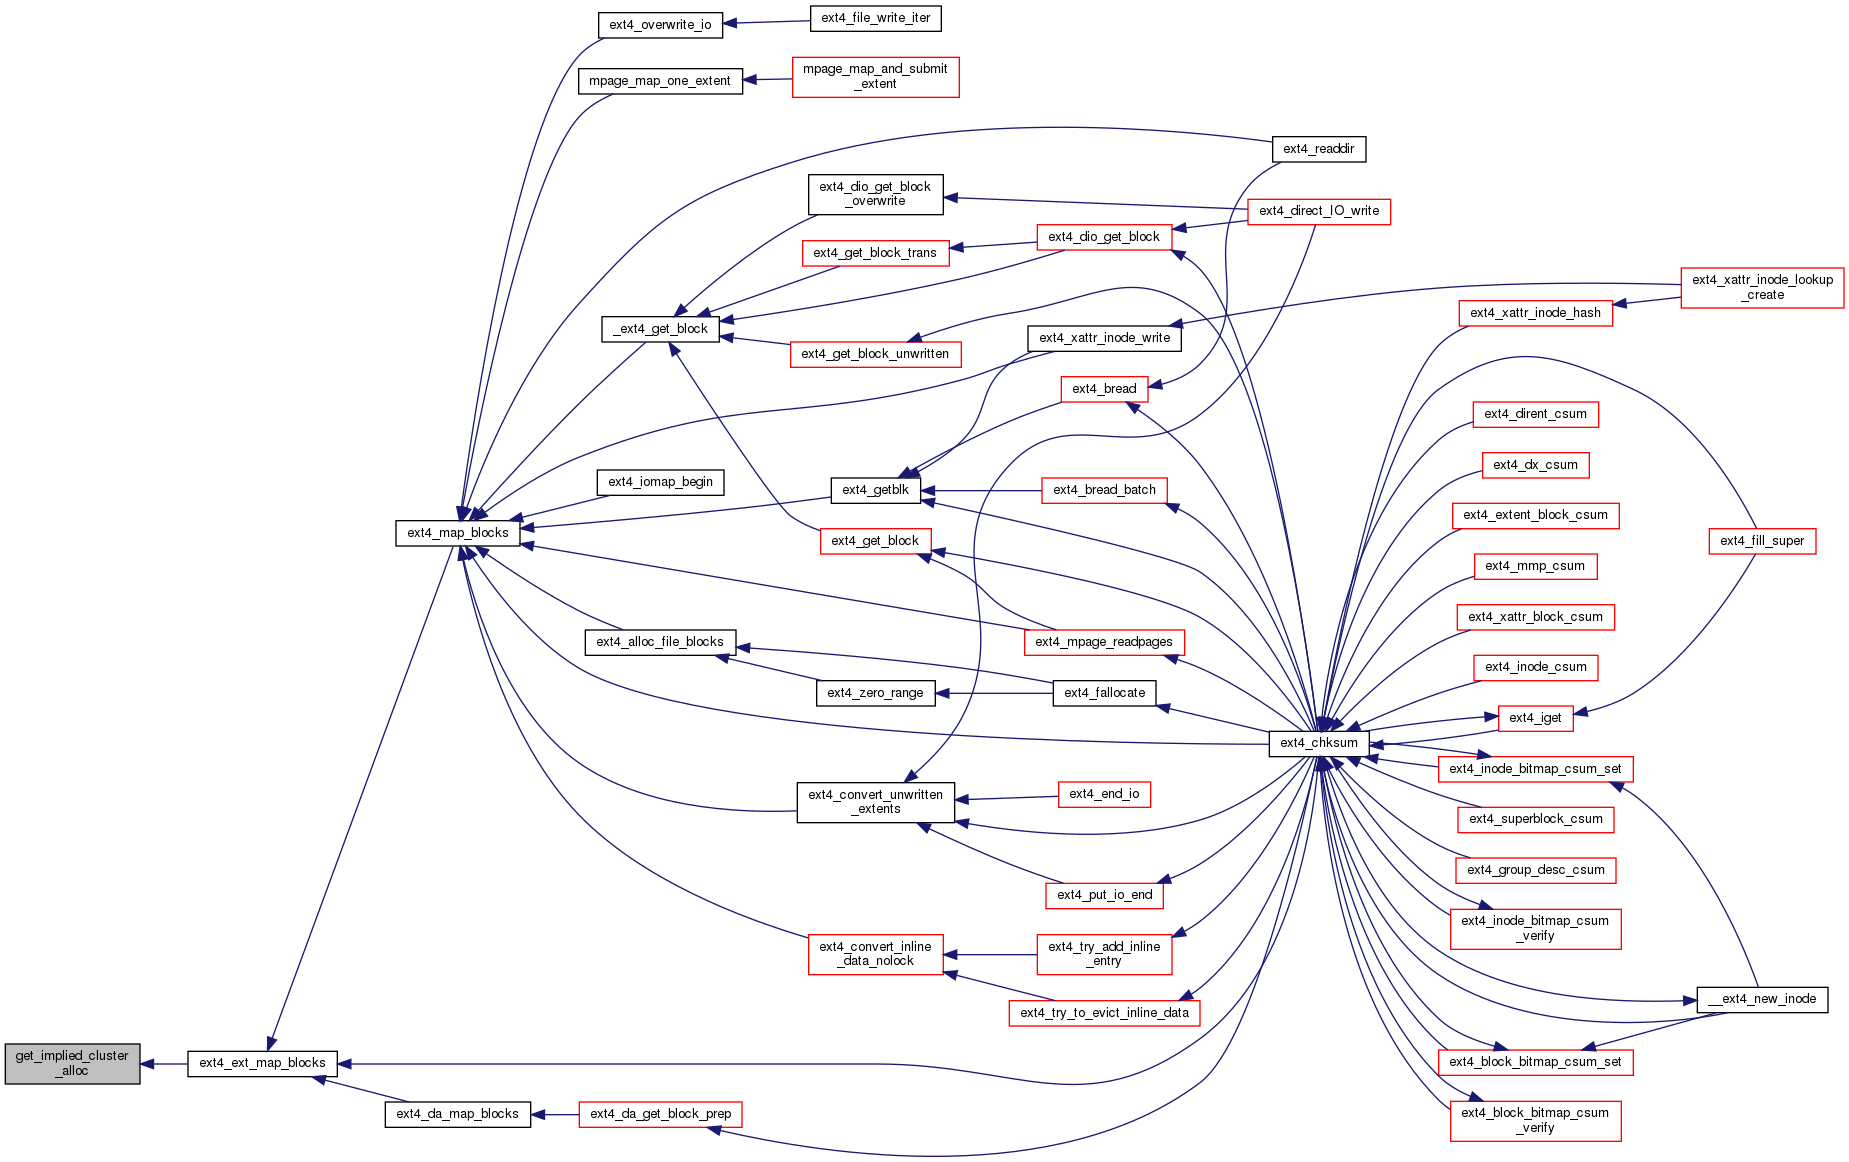 ext4_overwrite_io
ext4_file_write_iter
mpage_map_one_extent
mpage_map_and_submit
_extent
ext4_readdir
ext4_dio_get_block
_overwrite
ext4_direct_IO_write
ext4_dio_get_block
ext4_get_block_trans
ext4_xattr_inode_lookup
_create
ext4_xattr_inode_hash
_ext4_get_block
ext4_xattr_inode_write
ext4_get_block_unwritten
ext4_bread
ext4_dirent_csum
ext4_dx_csum
ext4_iomap_begin
ext4_getblk
ext4_bread_batch
ext4_extent_block_csum
ext4_map_blocks
ext4_get_block
ext4_fill_super
ext4_mmp_csum
ext4_xattr_block_csum
ext4_alloc_file_blocks
ext4_mpage_readpages
ext4_inode_csum
ext4_zero_range
ext4_fallocate
ext4_iget
ext4_chksum
ext4_inode_bitmap_csum_set
ext4_convert_unwritten
_extents
ext4_end_io
ext4_superblock_csum
ext4_group_desc_csum
ext4_put_io_end
ext4_inode_bitmap_csum
_verify
ext4_convert_inline
_data_nolock
ext4_try_add_inline
_entry
ext4_try_to_evict_inline_data
__ext4_new_inode
get_implied_cluster
_alloc
ext4_ext_map_blocks
ext4_block_bitmap_csum_set
ext4_da_map_blocks
ext4_da_get_block_prep
ext4_block_bitmap_csum
_verify